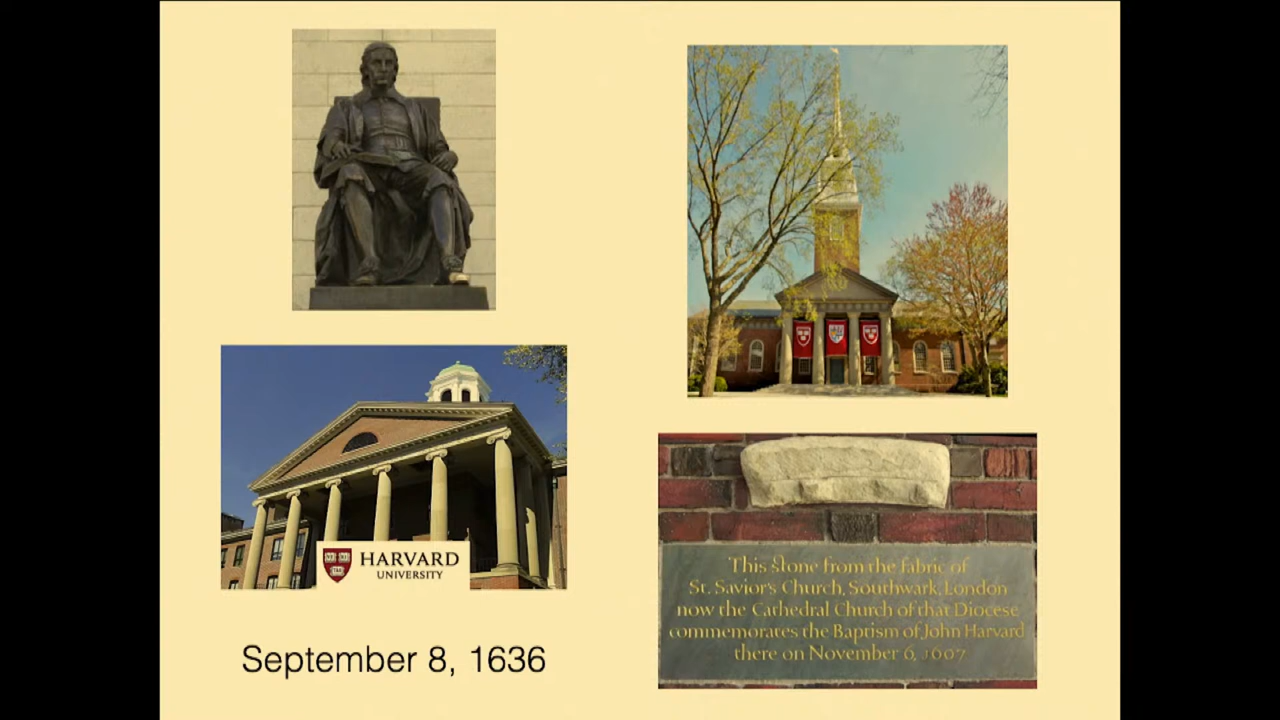 HARVARD
UNIVERSITY
September 8, 1636
This stone from the fabric of
St. Savior's Church, Southwark, London
now the Cathedral Church of that Diocese
commemorates the Baptism of John Harvard
there on November 6, 1607